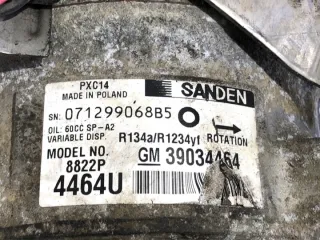 PXC14
MADE IN POLAND
SANDEN
SN: 071299068B5
OIL: 60CC SP-A2
VARIABLE DISP.
R134a/R1234yf
ROTATION
MODEL NO.
8822P
GM 39034464
4464U